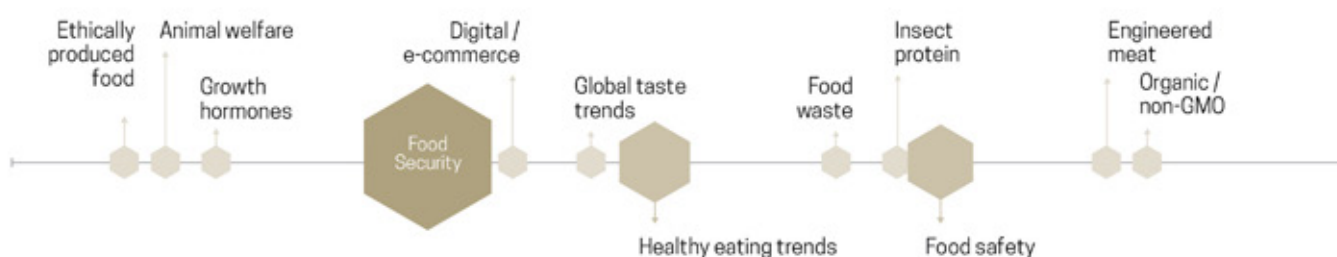 Ethically
produced
food
Animal welfare
Growth
hormones
Food
Security
Digital /
e-commerce
Global taste
trends
Healthy eating trends
Food
waste
Insect
protein
Food safety
Engineered
meat
Organic /
non-GMO